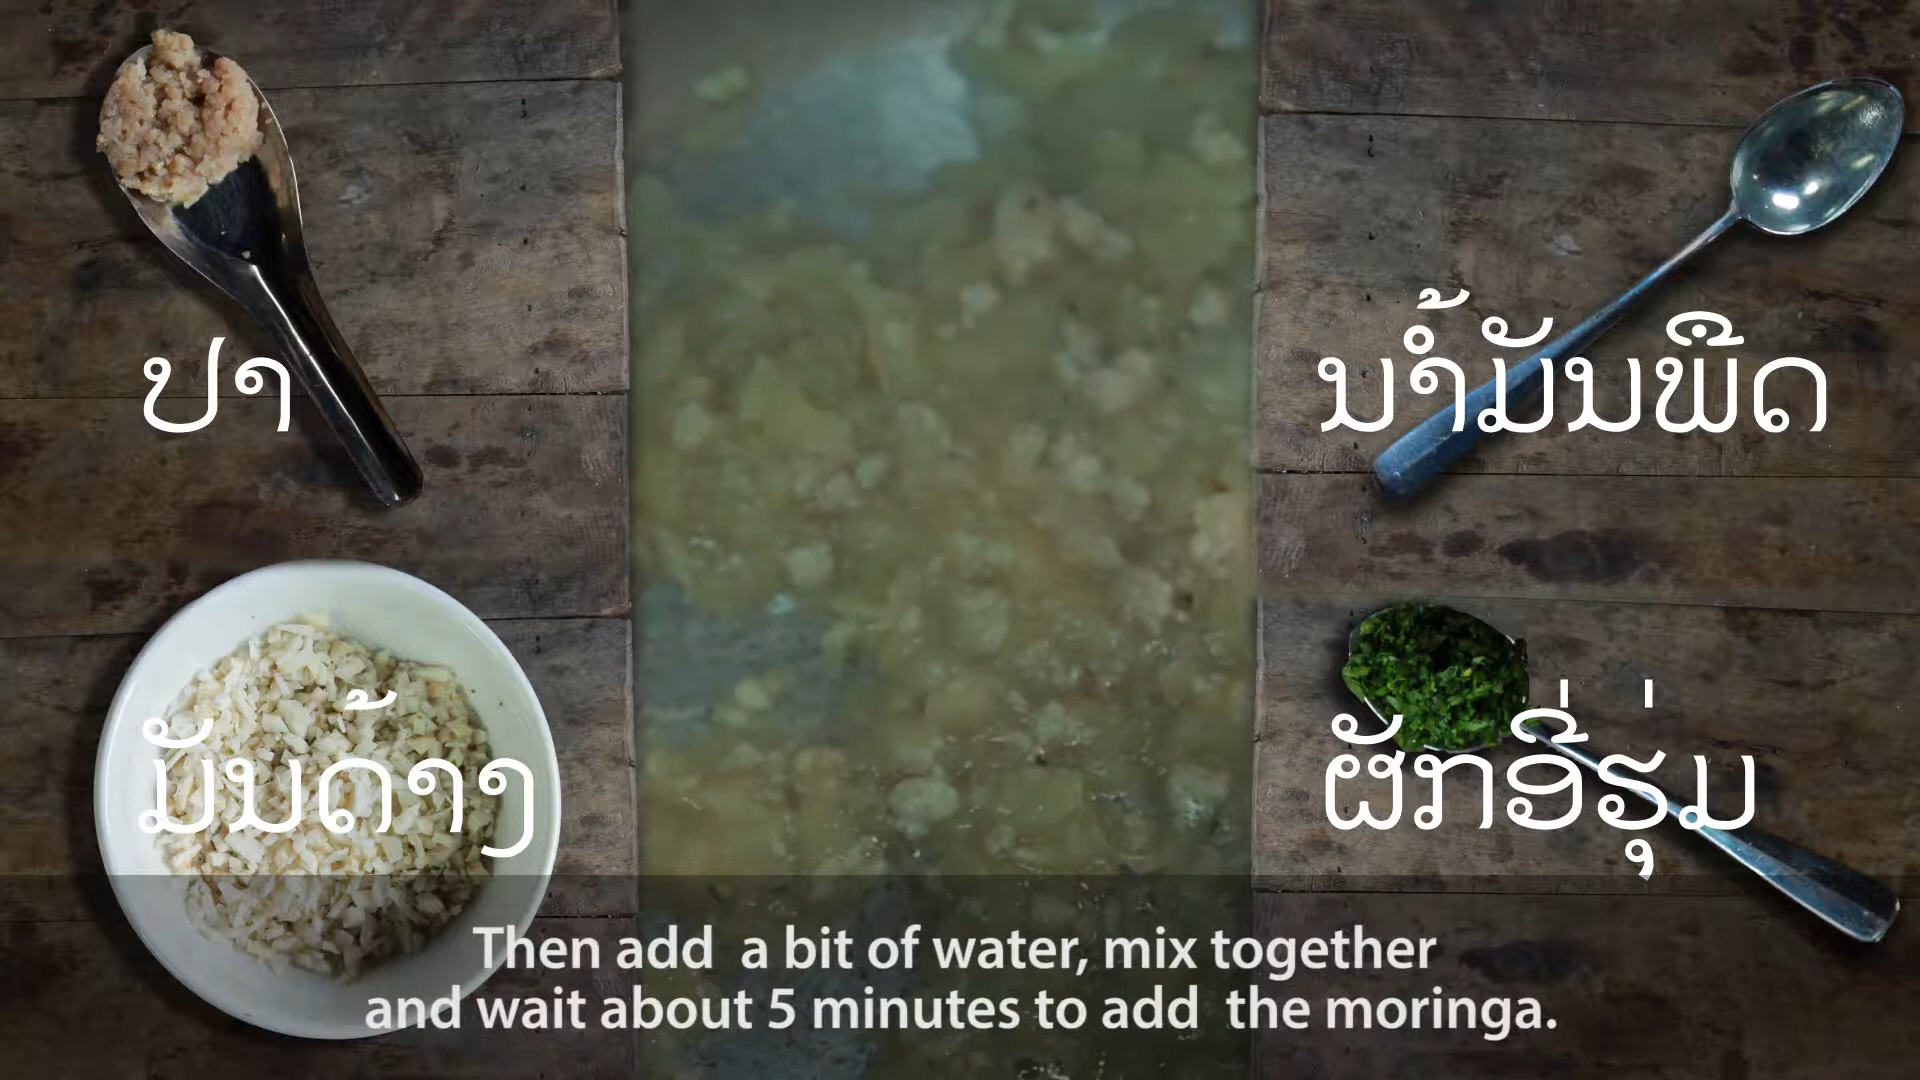 ປາ
ນ້ຳມັນພືດ
ມັນດ້າງ
ຜັກອີ່ຮຸ່ມ
Then add a bit of water, mix together
and wait about 5 minutes to add the moringa.